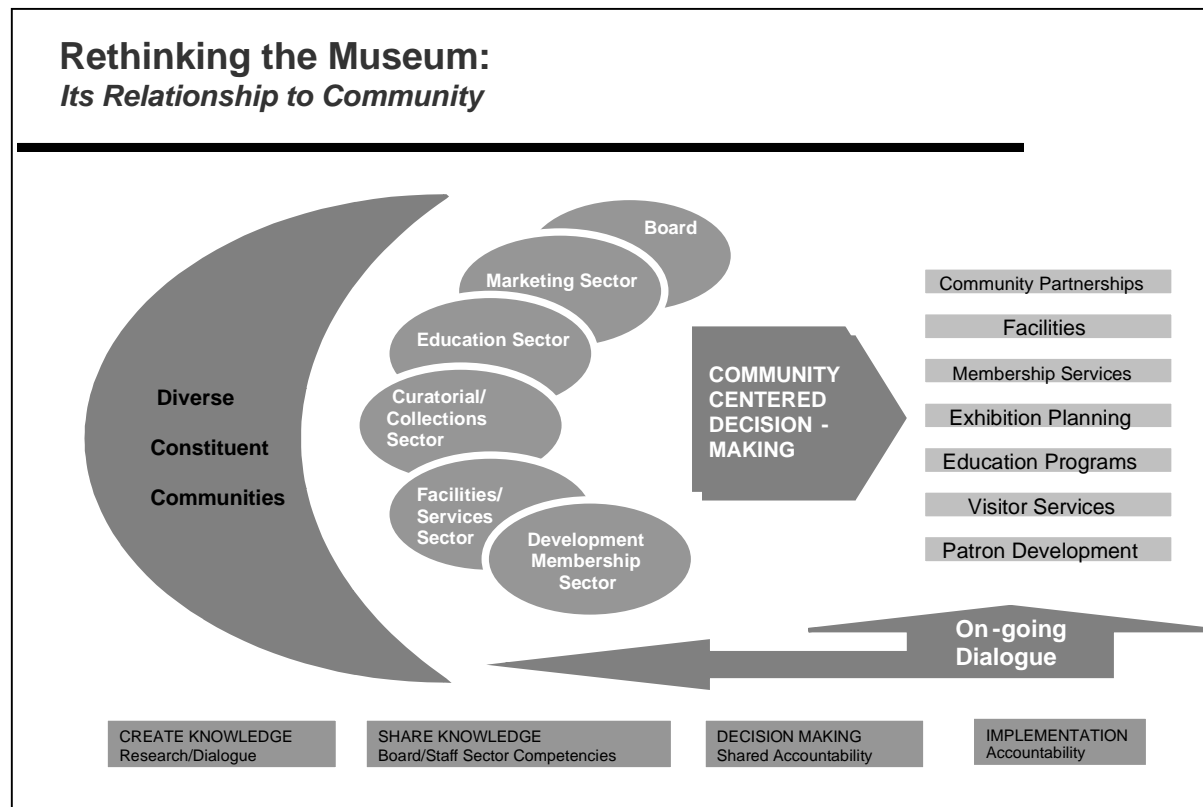 Rethinking the Museum:
Its Relationship to Community
Diverse
Constituent
Communities
Board
Marketing Sector
Education Sector
Curatorial/
Collections
Sector
Facilities/
Services
Sector
Development
Membership
Sector
COMMUNITY
CENTERED
DECISION -
MAKING
Community Partnerships
Facilities
Membership Services
Exhibition Planning
Education Programs
Visitor Services
Patron Development
On-going
Dialogue
CREATE KNOWLEDGE
Research/Dialogue
SHARE KNOWLEDGE
Board/Staff Sector Competencies
DECISION MAKING
Shared Accountability
IMPLEMENTATION
Accountability